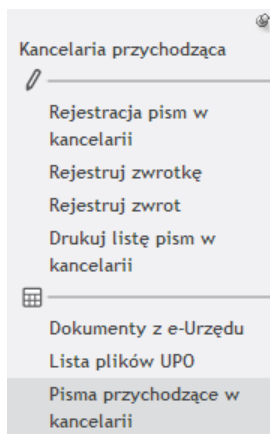 Kancelaria przychodząca
Rejestracja pism w
kancelarii
Rejestruj zwrotkę
Rejestruj zwrot
Drukuj listę pism w
kancelarii
Dokumenty z e-Urzędu
Lista plików UPO
Pisma przychodzące w
kancelarii